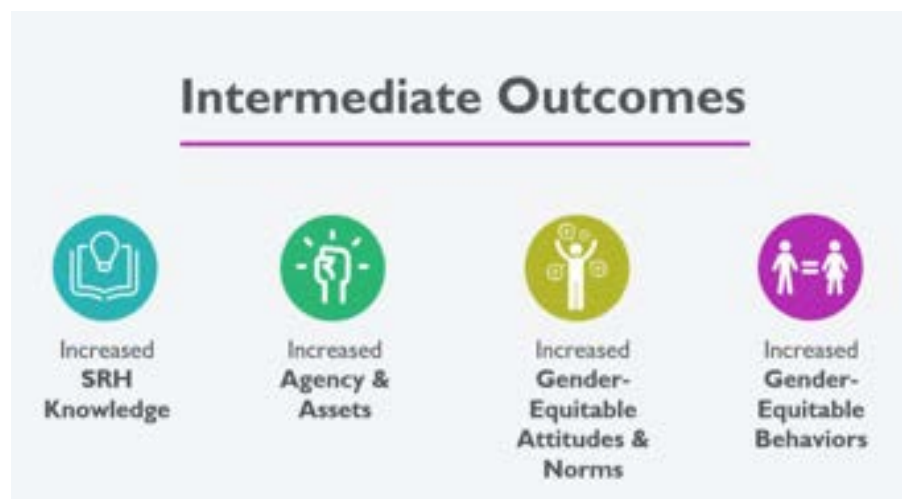 Intermediate Outcomes
Increased
SRH
Knowledge
Increased
Agency &
Assets
Increased
Gender-
Equitable
Attitudes &
Norms
Increased
Gender-
Equitable
Behaviors